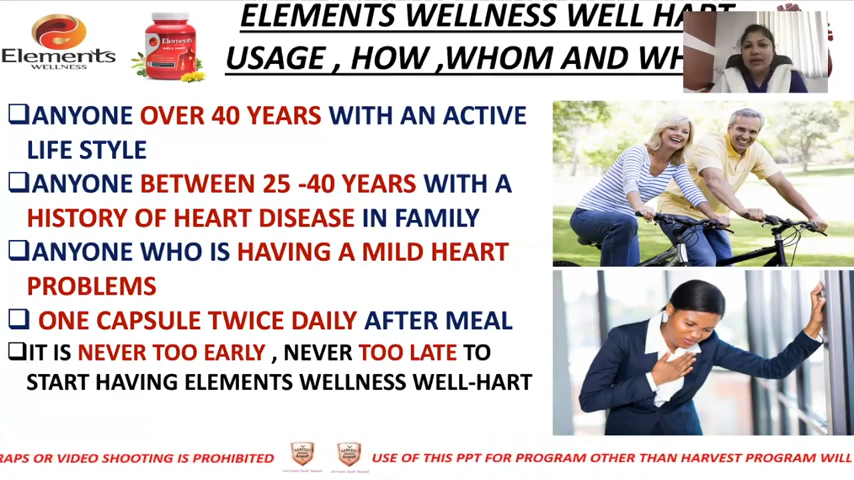 ELEMENTS WELLNESS WELL HART
USAGE , HOW ,WHOM AND WH
Elements
WELLNESS
Elements
WELL HART
❑ANYONE OVER 40 YEARS WITH AN ACTIVE
LIFE STYLE
❑ANYONE BETWEEN 25 -40 YEARS WITH A
HISTORY OF HEART DISEASE IN FAMILY
❑ANYONE WHO IS HAVING A MILD HEART
PROBLEMS
❑ ONE CAPSULE TWICE DAILY AFTER MEAL
❑IT IS NEVER TOO EARLY , NEVER TOO LATE TO
START HAVING ELEMENTS WELLNESS WELL-HART
RAPS OR VIDEO SHOOTING IS PROHIBITED
USE OF THIS PPT FOR PROGRAM OTHER THAN HARVEST PROGRAM WILL